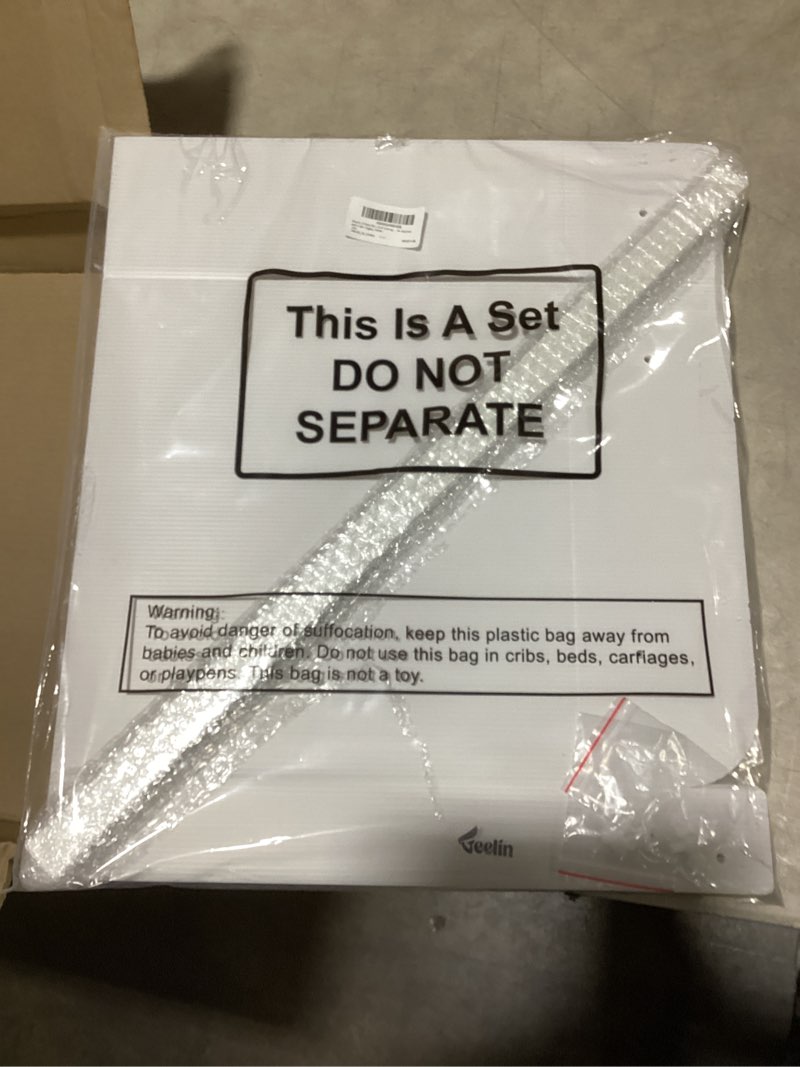 This Is A Set
DO NOT
SEPARATE
Warning:
To avoid danger of suffocation, keep this plastic bag away from
babies and children. Do not use this bag in cribs, beds, carriages,
or playpens. This bag is not a toy.
Geelin